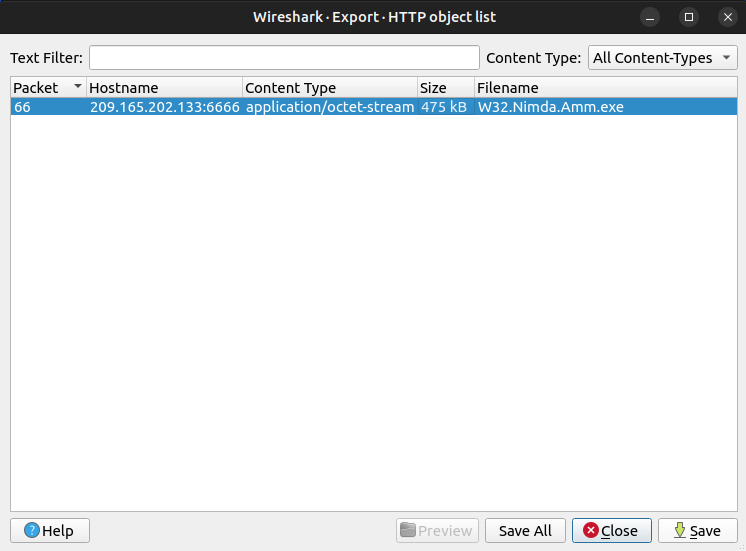 Wireshark · Export · HTTP object list
Text Filter: Content Type: All Content-Types
Packet Hostname Content Type Size Filename
66 209.165.202.133:6666 application/octet-stream 475 kB W32.Nimda.Amm.exe
Help Preview Save All Close Save